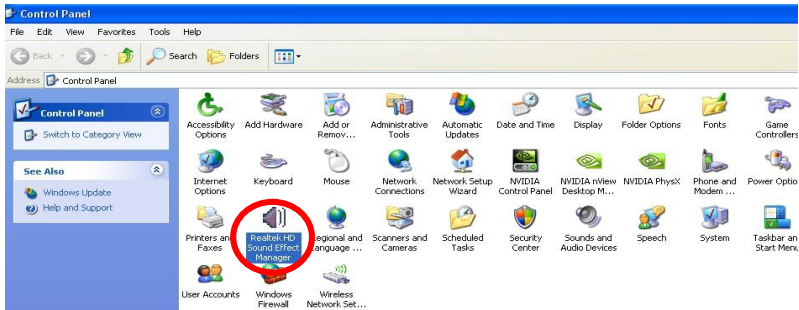 Control Panel
File Edit View Favorites Tools Help
Back Search Folders
Address Control Panel
Control Panel
Switch to Category View
See Also
Windows Update
Help and Support
Accessibility Options
Add Hardware
Add or Remov...
Administrative Tools
Automatic Updates
Date and Time
Display
Folder Options
Fonts
Game Controllers
Internet Options
Keyboard
Mouse
Network Connections
Network Setup Wizard
NVIDIA Control Panel
NVIDIA nView Desktop M...
NVIDIA PhysX
Phone and Modem ...
Power Optio
Printers and Faxes
Realtek HD Sound Effect Manager
Regional and Language ...
Scanners and Cameras
Scheduled Tasks
Security Center
Sounds and Audio Devices
Speech
System
Taskbar an Start Menu
User Accounts
Windows Firewall
Wireless Network Set...